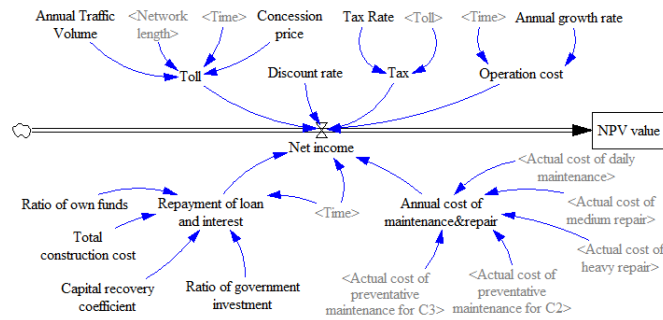 Annual Traffic
Volume
<Network
length>
<Time>
Concession
price
Tax Rate
<Toll>
<Time>
Annual growth rate
Toll
Discount rate
Tax
Operation cost
NPV value
Net income
<Actual cost of daily
maintenance>
Ratio of own funds
Repayment of loan
and interest
<Time>
Annual cost of
maintenance&repair
<Actual cost of
medium repair>
Total
construction cost
<Actual cost of
heavy repair>
Capital recovery
coefficient
Ratio of government
investment
<Actual cost of
preventative
maintenance for C3>
<Actual cost of
preventative
maintenance for C2>